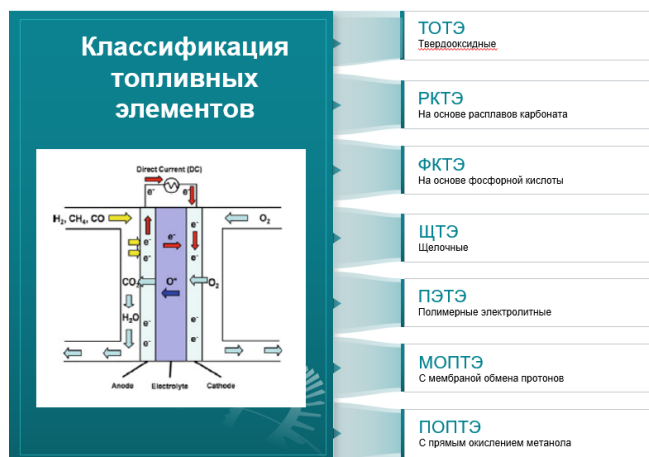 Классификация
топливных
элементов
Direct Current (DC)
e⁻ e⁻
H₂, CH₄, CO
O₂
e⁻
e⁻
e⁻
e⁻
e⁻
CO₂
O⁼
O₂
H₂O
e⁻
e⁻
e⁻
e⁻
Anode Electrolyte Cathode
ТОТЭ
Твердооксидные
РКТЭ
На основе расплавов карбоната
ФКТЭ
На основе фосфорной кислоты
ЩТЭ
Щелочные
ПЭТЭ
Полимерные электролитные
МОПТЭ
С мембраной обмена протонов
ПОПТЭ
С прямым окислением метанола